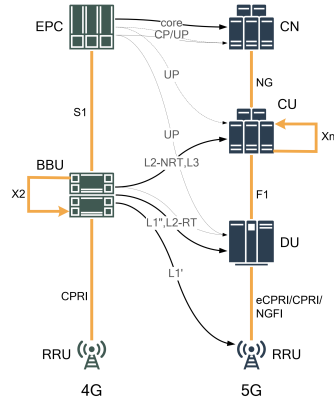 EPC
core
CN
CP/UP
UP
NG
CU
S1
Xn
UP
BBU
L2-NRT,L3
X2
F1
L1",L2-RT
DU
L1'
CPRI
eCPRI/CPRI/
NGFI
RRU
RRU
4G
5G